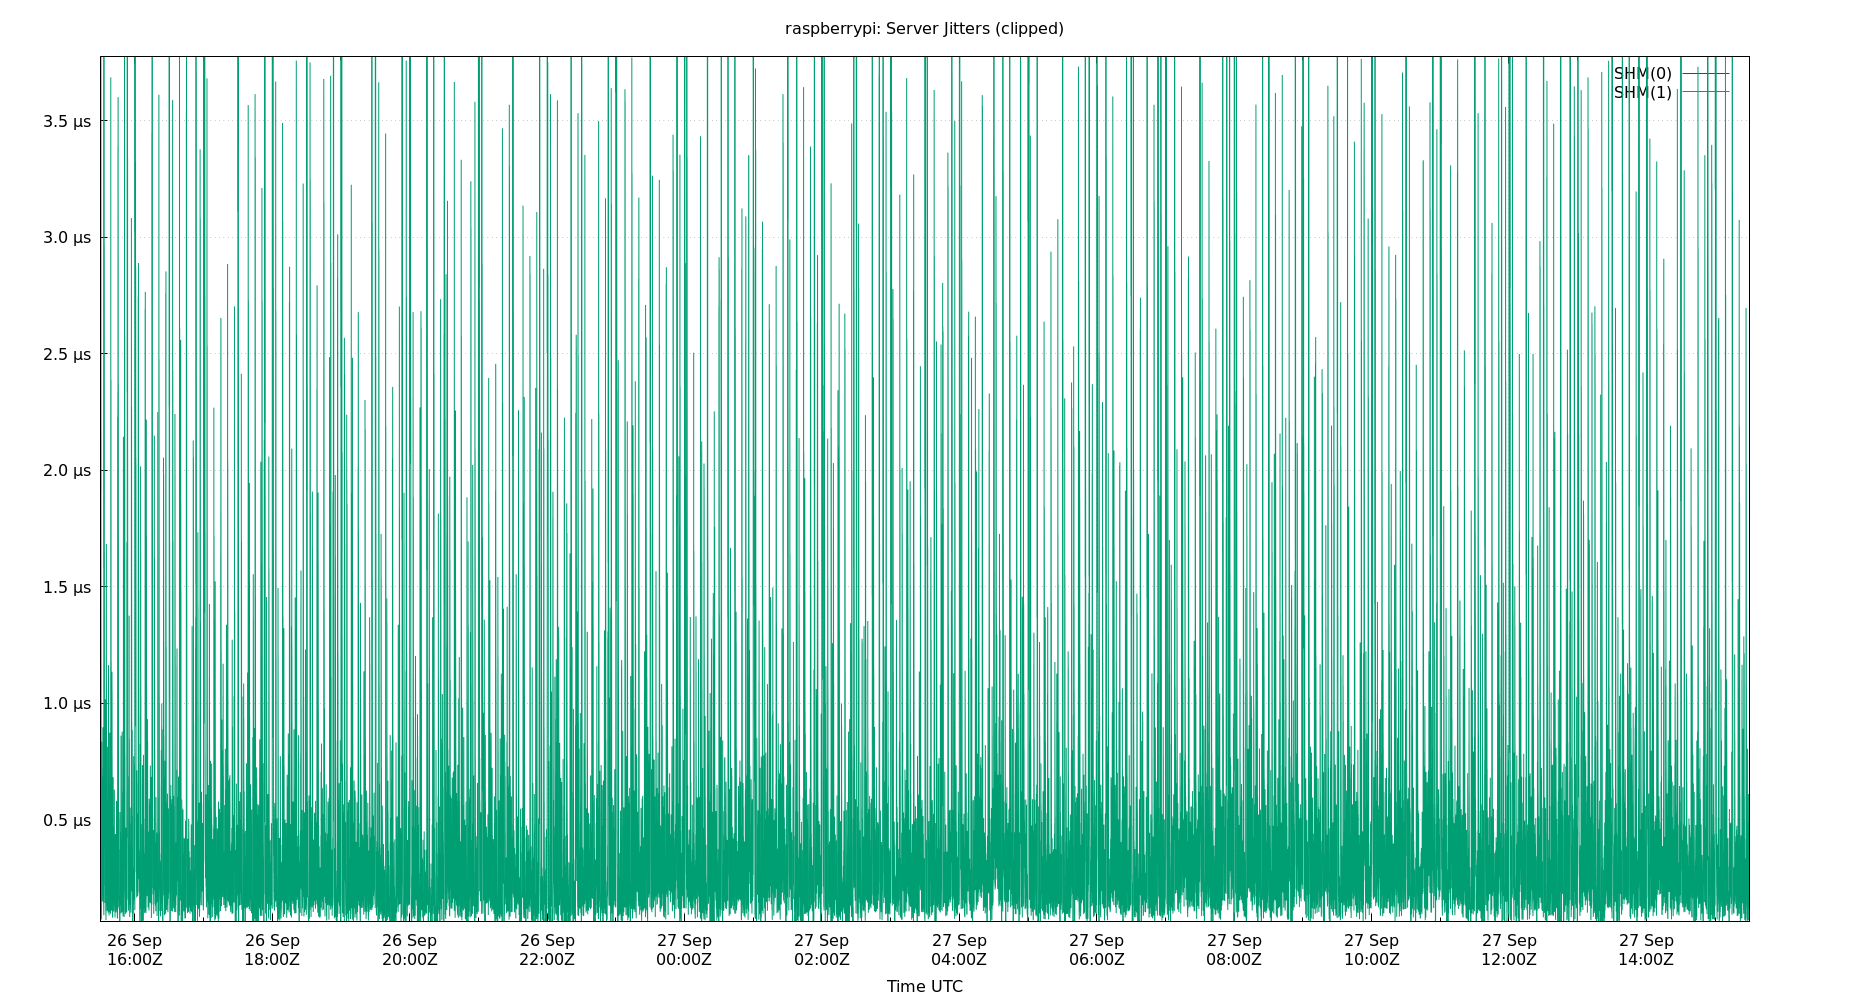 raspberrypi: Server Jitters (clipped)
SHM(0)
SHM(1)
3.5 μs
3.0 μs
2.5 μs
2.0 μs
1.5 μs
1.0 μs
0.5 μs
26 Sep 26 Sep 26 Sep 26 Sep 27 Sep 27 Sep 27 Sep 27 Sep 27 Sep 27 Sep 27 Sep 27 Sep
16:00Z 18:00Z 20:00Z 22:00Z 00:00Z 02:00Z 04:00Z 06:00Z 08:00Z 10:00Z 12:00Z 14:00Z
Time UTC